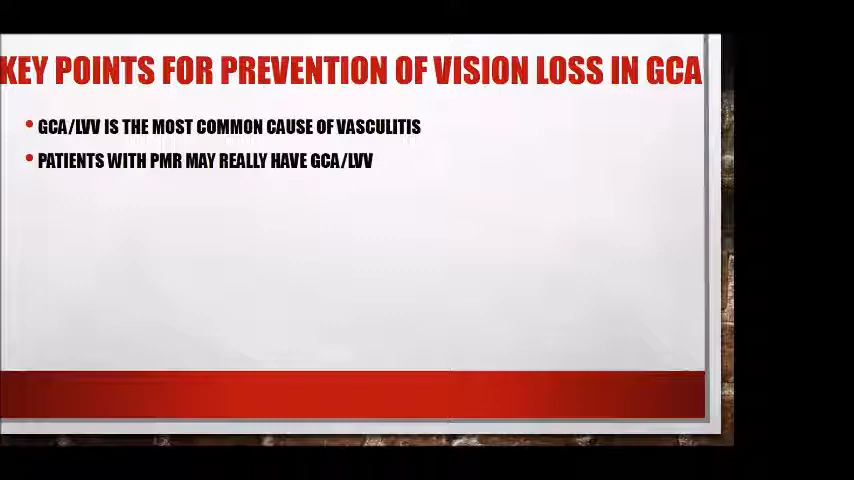 KEY POINTS FOR PREVENTION OF VISION LOSS IN GCA
• GCA/LVV IS THE MOST COMMON CAUSE OF VASCULITIS
• PATIENTS WITH PMR MAY REALLY HAVE GCA/LVV